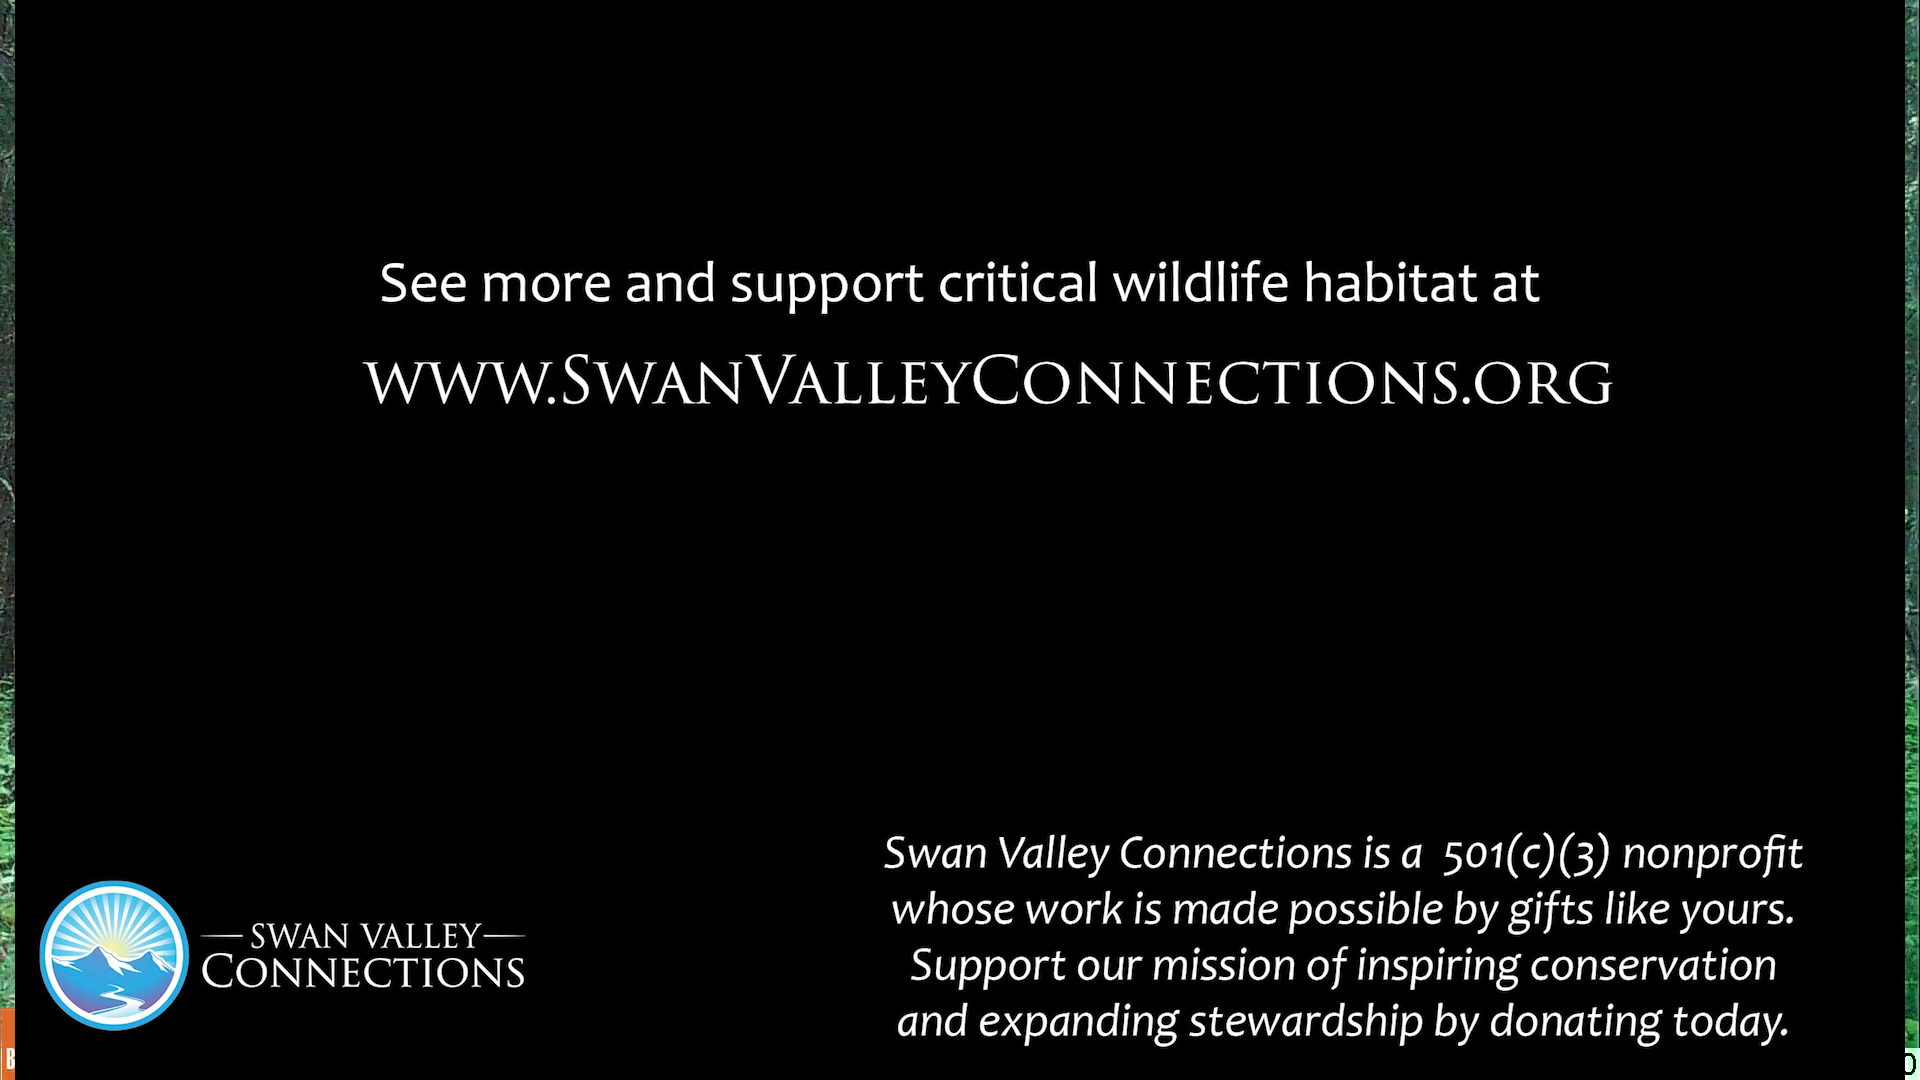 See more and support critical wildlife habitat at
www.SwanValleyConnections.org
Swan Valley Connections is a 501(c)(3) nonprofit
whose work is made possible by gifts like yours.
Support our mission of inspiring conservation
and expanding stewardship by donating today.
SWAN VALLEY
CONNECTIONS
B
0